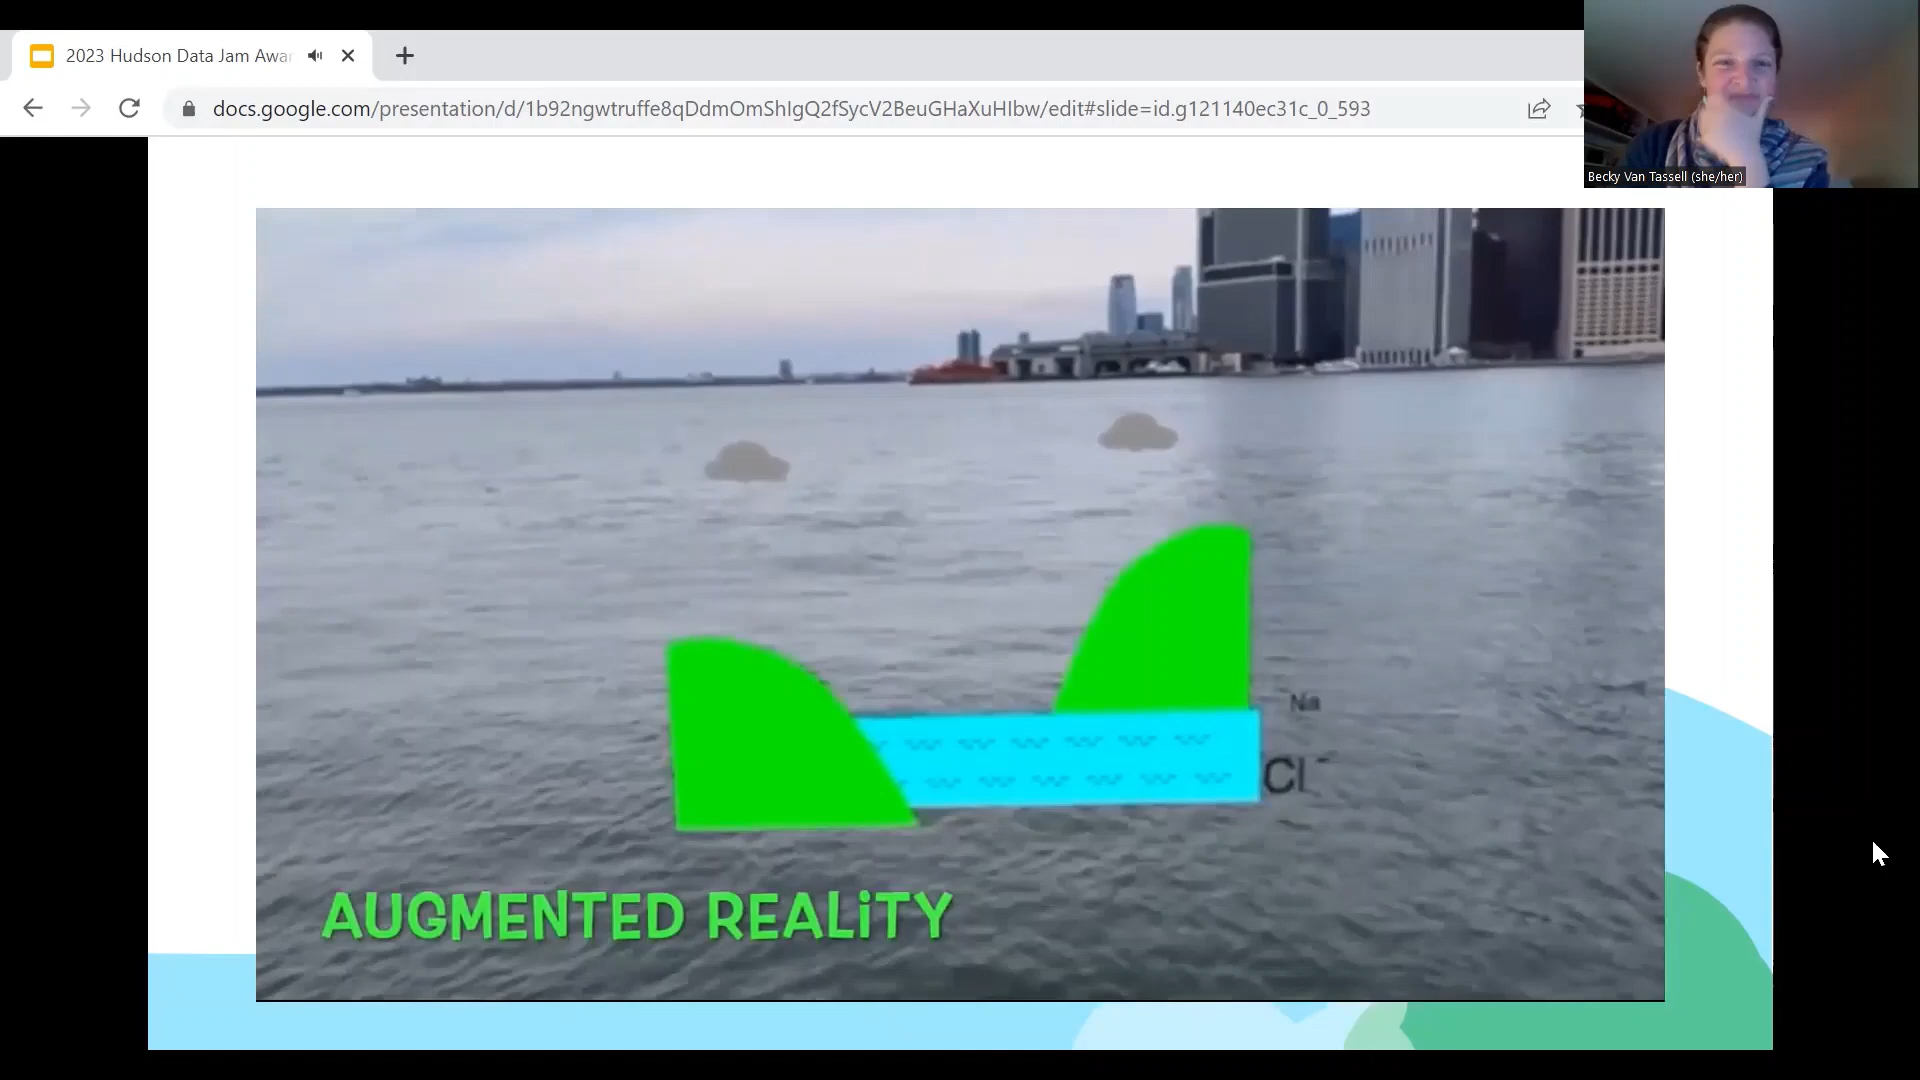 2023 Hudson Data Jam Awar
docs.google.com/presentation/d/1b92ngwtruffe8qDdmOmShIgQ2fSycV2BeuGHaXuHIbw/edit#slide=id.g121140ec31c_0_593
Becky Van Tassell (she/her)
Na
Cl -
AUGMENTED REALiTY